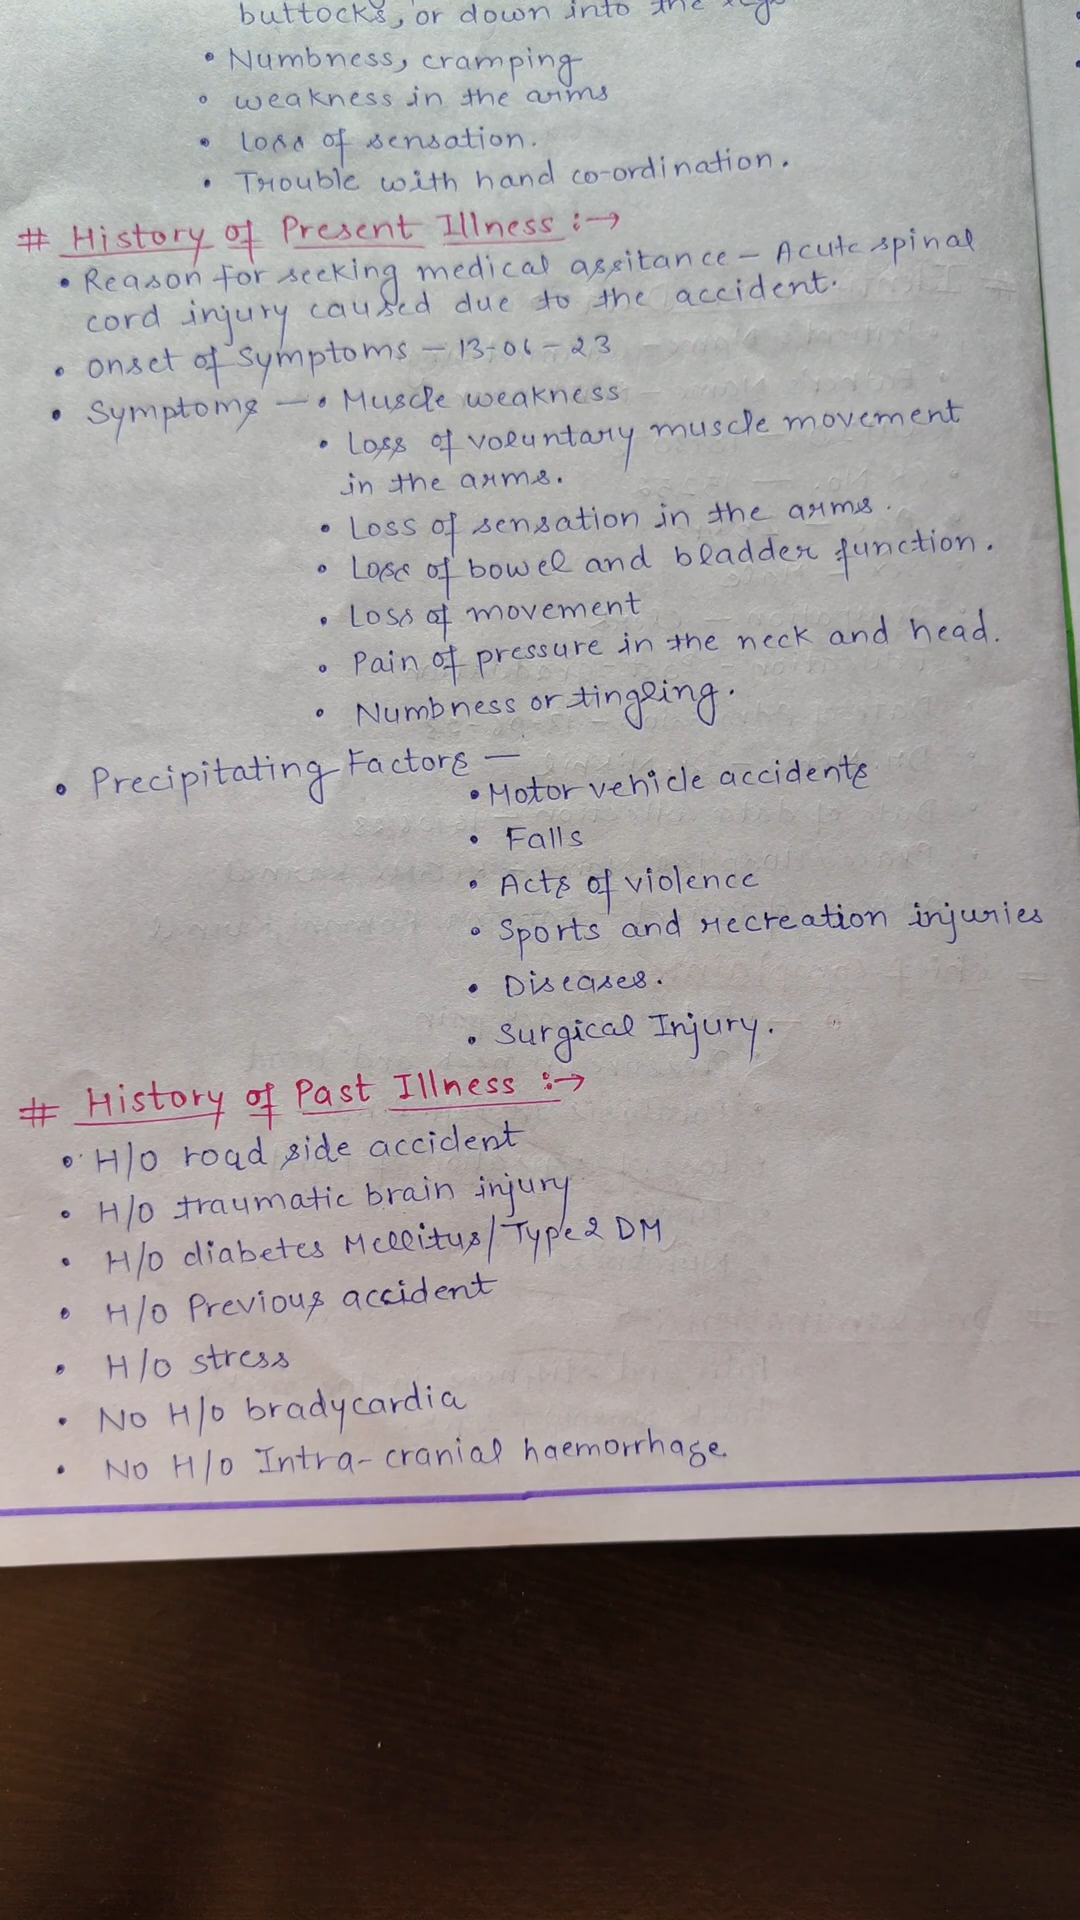 buttocks, or down into the legs
• Numbness, cramping
• weakness in the arms
• loss of sensation.
• Trouble with hand co-ordination.
# History of Present Illness :→
• Reason for seeking medical assitance - Acute spinal
cord injury caused due to the accident.
• onset of Symptoms - 13-06-23
• Symptoms - • Muscle weakness
• Loss of voluntary muscle movement
in the arms.
• Loss of sensation in the arms.
• Loss of bowel and bladder function.
• Loss of movement
• Pain of pressure in the neck and head.
• Numbness or tingling.
• Precipitating Factors -
• Motor vehicle accidents
• Falls
• Acts of violence
• Sports and recreation injuries
• Diseases.
• Surgical Injury.
# History of Past Illness :→
• H/O road side accident
• H/O traumatic brain injury
• H/O diabetes Mellitus/Type 2 DM
• H/O Previous accident
• H/O stress
• No H/O bradycardia
• No H/O Intra-cranial haemorrhage